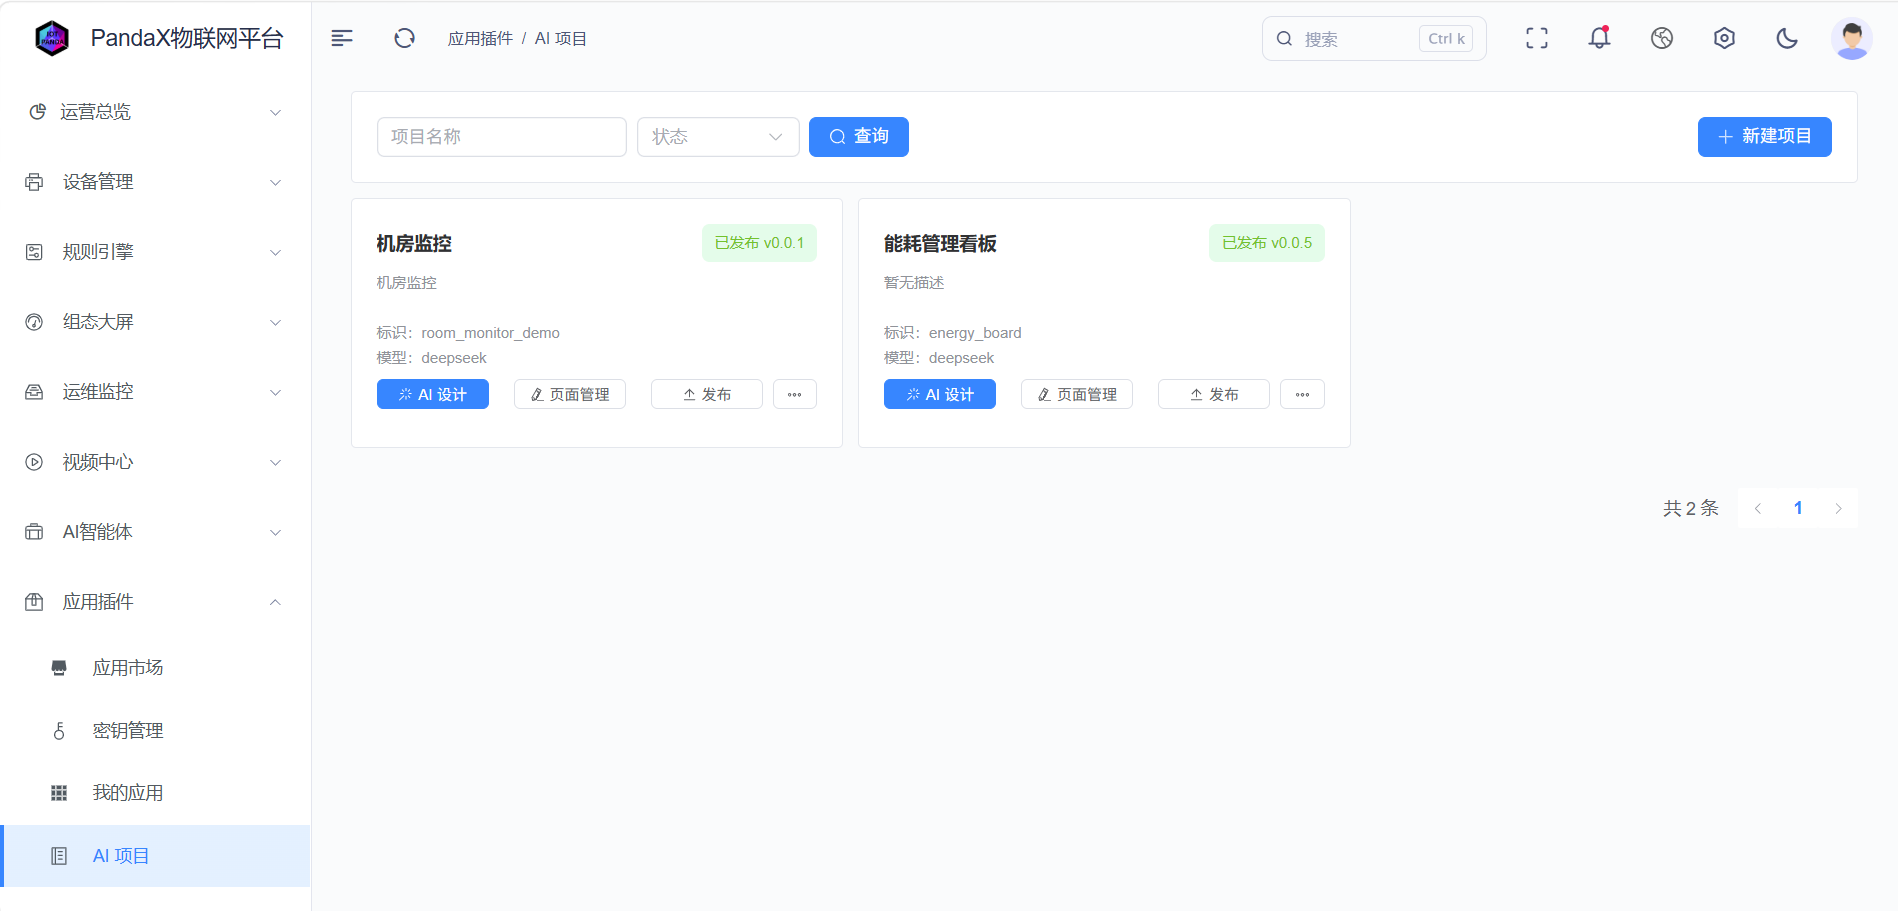 PandaX物联网平台
应用插件 / AI 项目
搜索 Ctrl k
运营总览
设备管理
规则引擎
组态大屏
运维监控
视频中心
AI智能体
应用插件
应用市场
密钥管理
我的应用
AI 项目
项目名称 状态 查询 新建项目
机房监控 已发布 v0.0.1
机房监控
标识：room_monitor_demo
模型：deepseek
AI 设计 页面管理 发布
能耗管理看板 已发布 v0.0.5
暂无描述
标识：energy_board
模型：deepseek
AI 设计 页面管理 发布
共 2 条 1